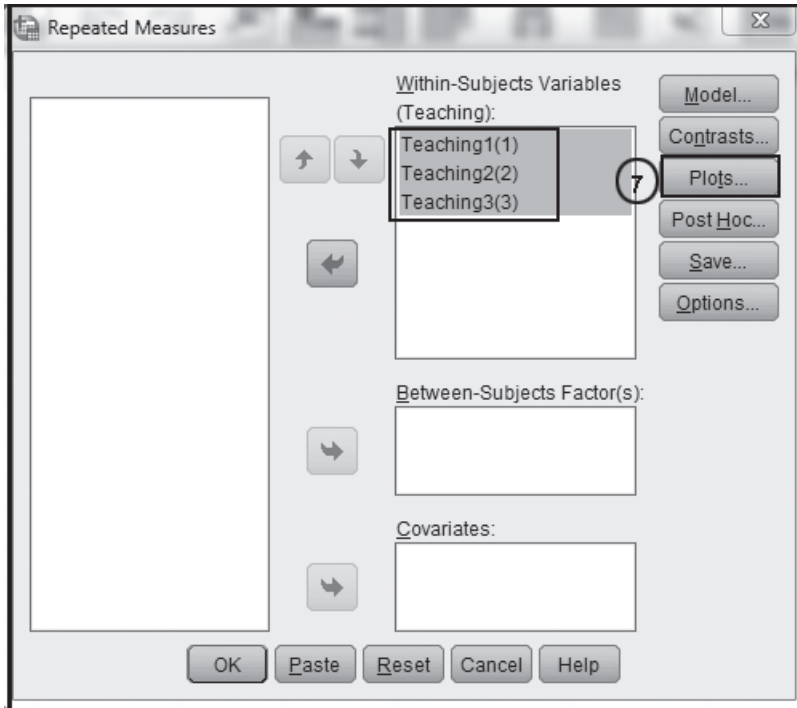 Repeated Measures
Within-Subjects Variables
(Teaching):
Teaching1(1)
Teaching2(2)
Teaching3(3)
7
Model...
Contrasts...
Plots...
Post Hoc...
Save...
Options...
Between-Subjects Factor(s):
Covariates:
OK
Paste
Reset
Cancel
Help